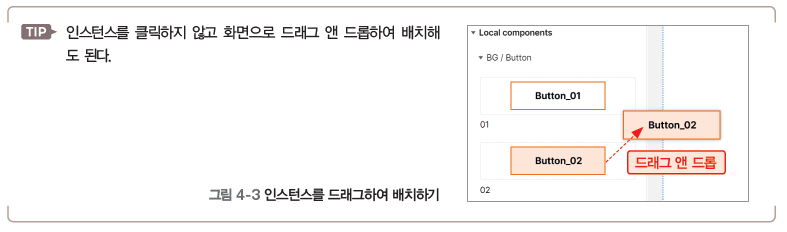 TIP
인스턴스를 클릭하지 않고 화면으로 드래그 앤 드롭하여 배치해
도 된다.
그림 4-3 인스턴스를 드래그하여 배치하기
Local components
BG / Button
Button_01
01
Button_02
드래그 앤 드롭
Button_02
02